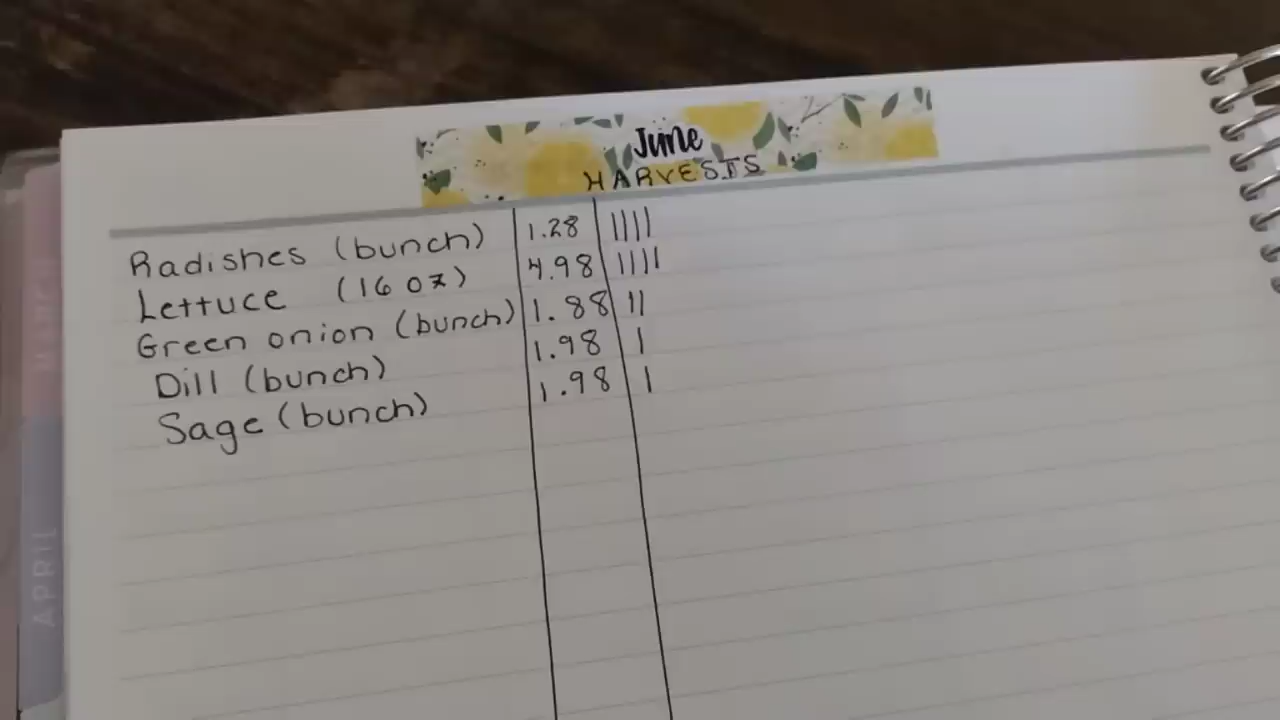 June
HARVESTS
Radishes (bunch) 1.28 ||||
Lettuce (16 oz) 4.98 ||||
Green onion (bunch) 1.88 ||
Dill (bunch) 1.98 |
Sage (bunch) 1.98 |
APRIL